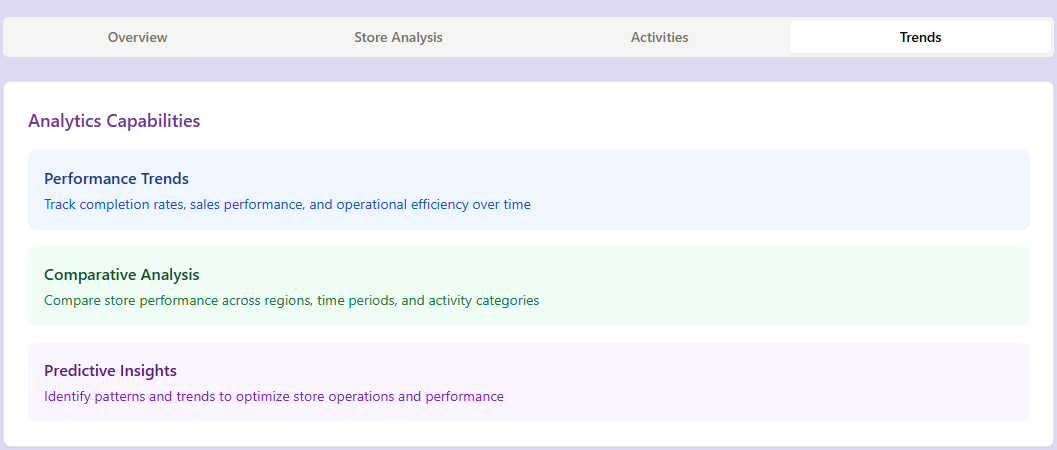 Overview
Store Analysis
Activities
Trends
Analytics Capabilities
Performance Trends
Track completion rates, sales performance, and operational efficiency over time
Comparative Analysis
Compare store performance across regions, time periods, and activity categories
Predictive Insights
Identify patterns and trends to optimize store operations and performance